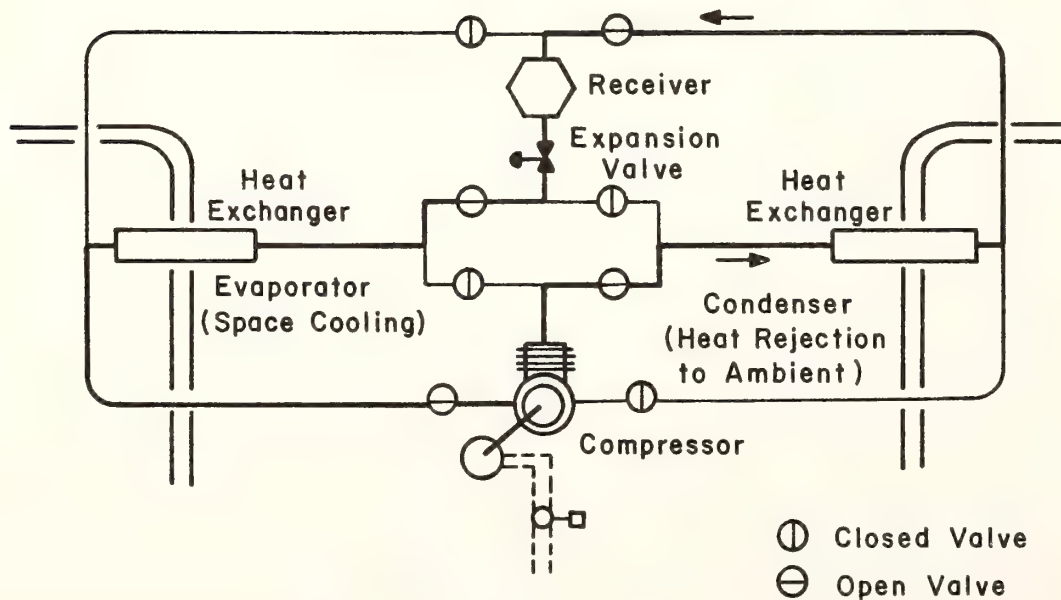 Receiver
Expansion
Valve
Heat
Exchanger
Heat
Exchanger
Evaporator
(Space Cooling)
Condenser
(Heat Rejection
to Ambient)
Compressor
Closed Valve
Open Valve